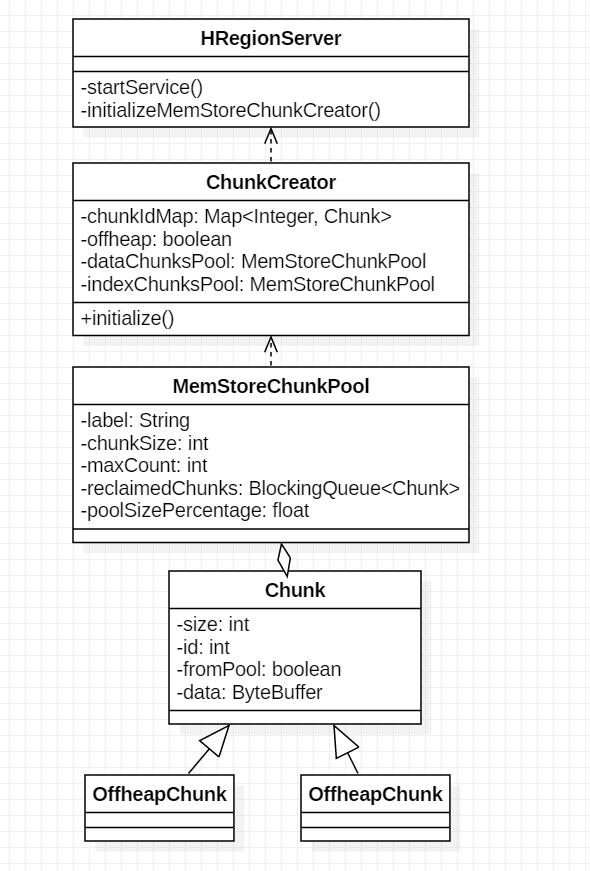 HRegionServer
-startService()
-initializeMemStoreChunkCreator()
ChunkCreator
-chunkIdMap: Map<Integer, Chunk>
-offheap: boolean
-dataChunksPool: MemStoreChunkPool
-indexChunksPool: MemStoreChunkPool
+initialize()
MemStoreChunkPool
-label: String
-chunkSize: int
-maxCount: int
-reclaimedChunks: BlockingQueue<Chunk>
-poolSizePercentage: float
Chunk
-size: int
-id: int
-fromPool: boolean
-data: ByteBuffer
OffheapChunk
OffheapChunk